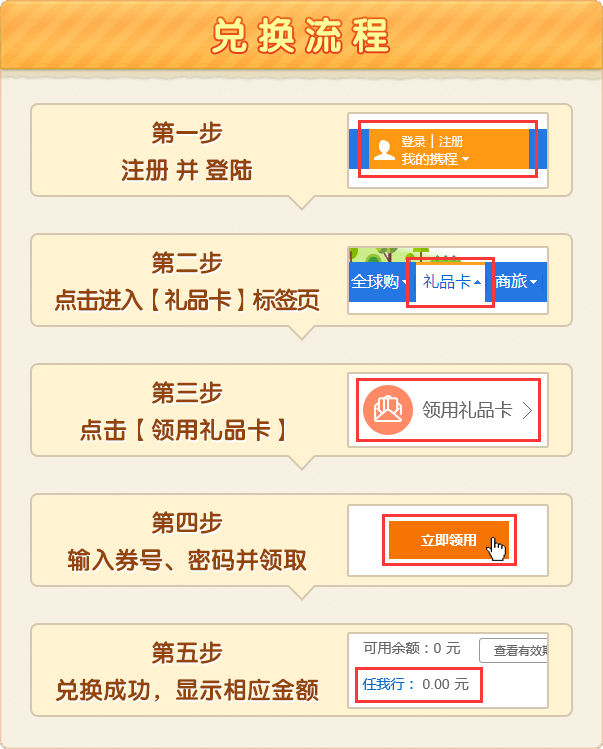 兑换流程
第一步
注册 并 登陆
登录 | 注册
我的携程
第二步
点击进入【礼品卡】标签页
全球购 礼品卡 商旅
第三步
点击【领用礼品卡】
领用礼品卡
第四步
输入券号、密码并领取
立即领用
第五步
兑换成功，显示相应金额
可用余额：0 元 查看有效期
任我行： 0.00 元